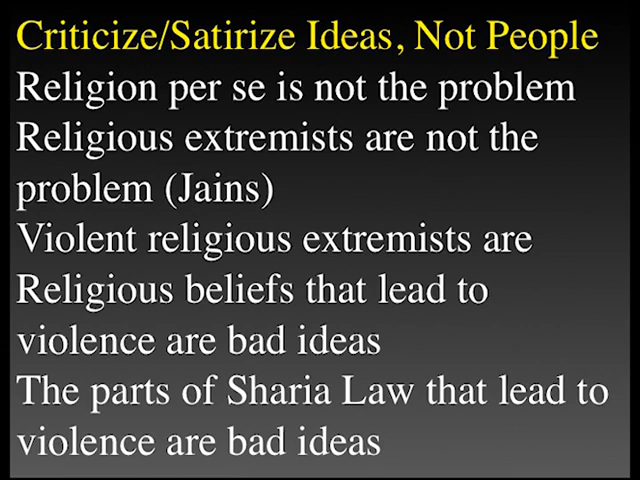 Criticize/Satirize Ideas, Not People
Religion per se is not the problem
Religious extremists are not the
problem (Jains)
Violent religious extremists are
Religious beliefs that lead to
violence are bad ideas
The parts of Sharia Law that lead to
violence are bad ideas